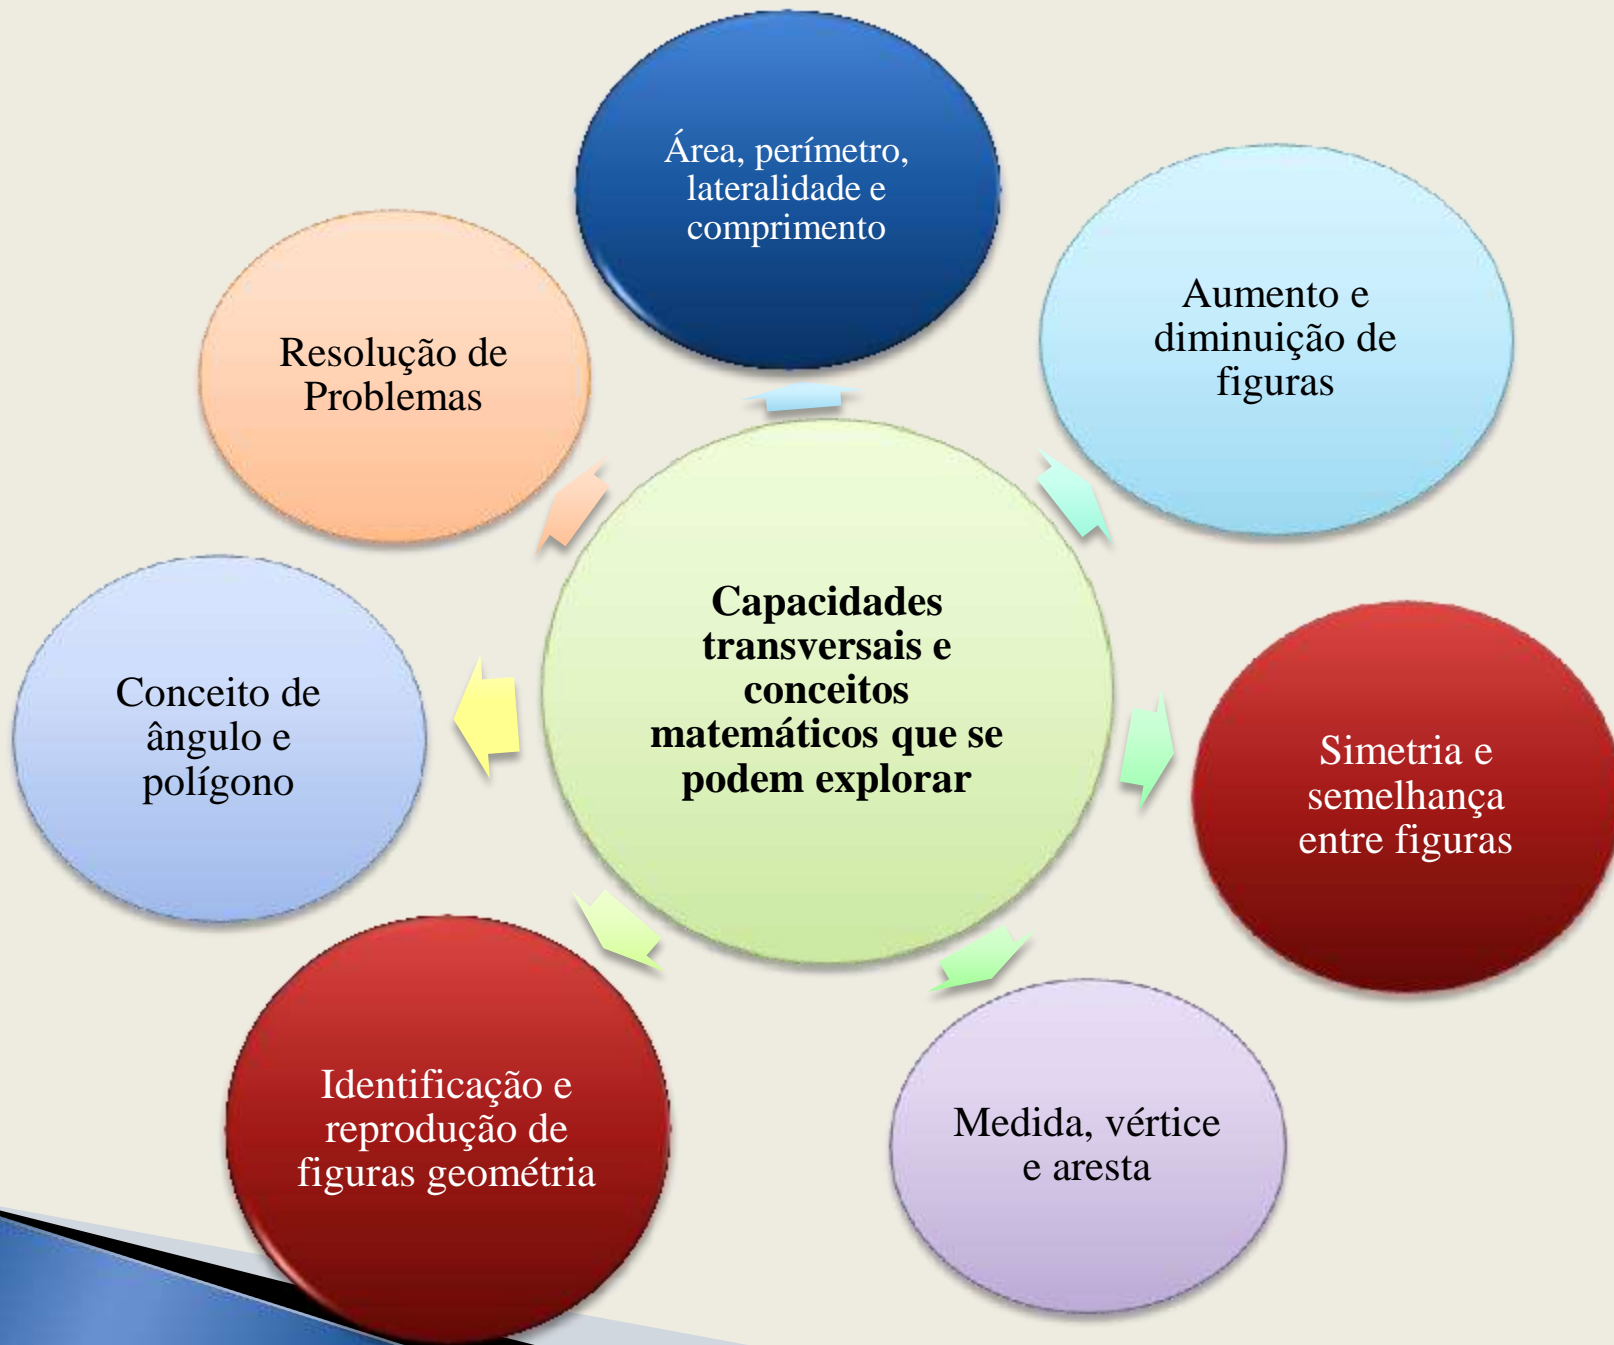 Área, perímetro,
lateralidade e
comprimento
Aumento e
diminuição de
figuras
Resolução de
Problemas
Capacidades
transversais e
conceitos
matemáticos que se
podem explorar
Conceito de
ângulo e
polígono
Simetria e
semelhança
entre figuras
Identificação e
reprodução de
figuras geométria
Medida, vértice
e aresta